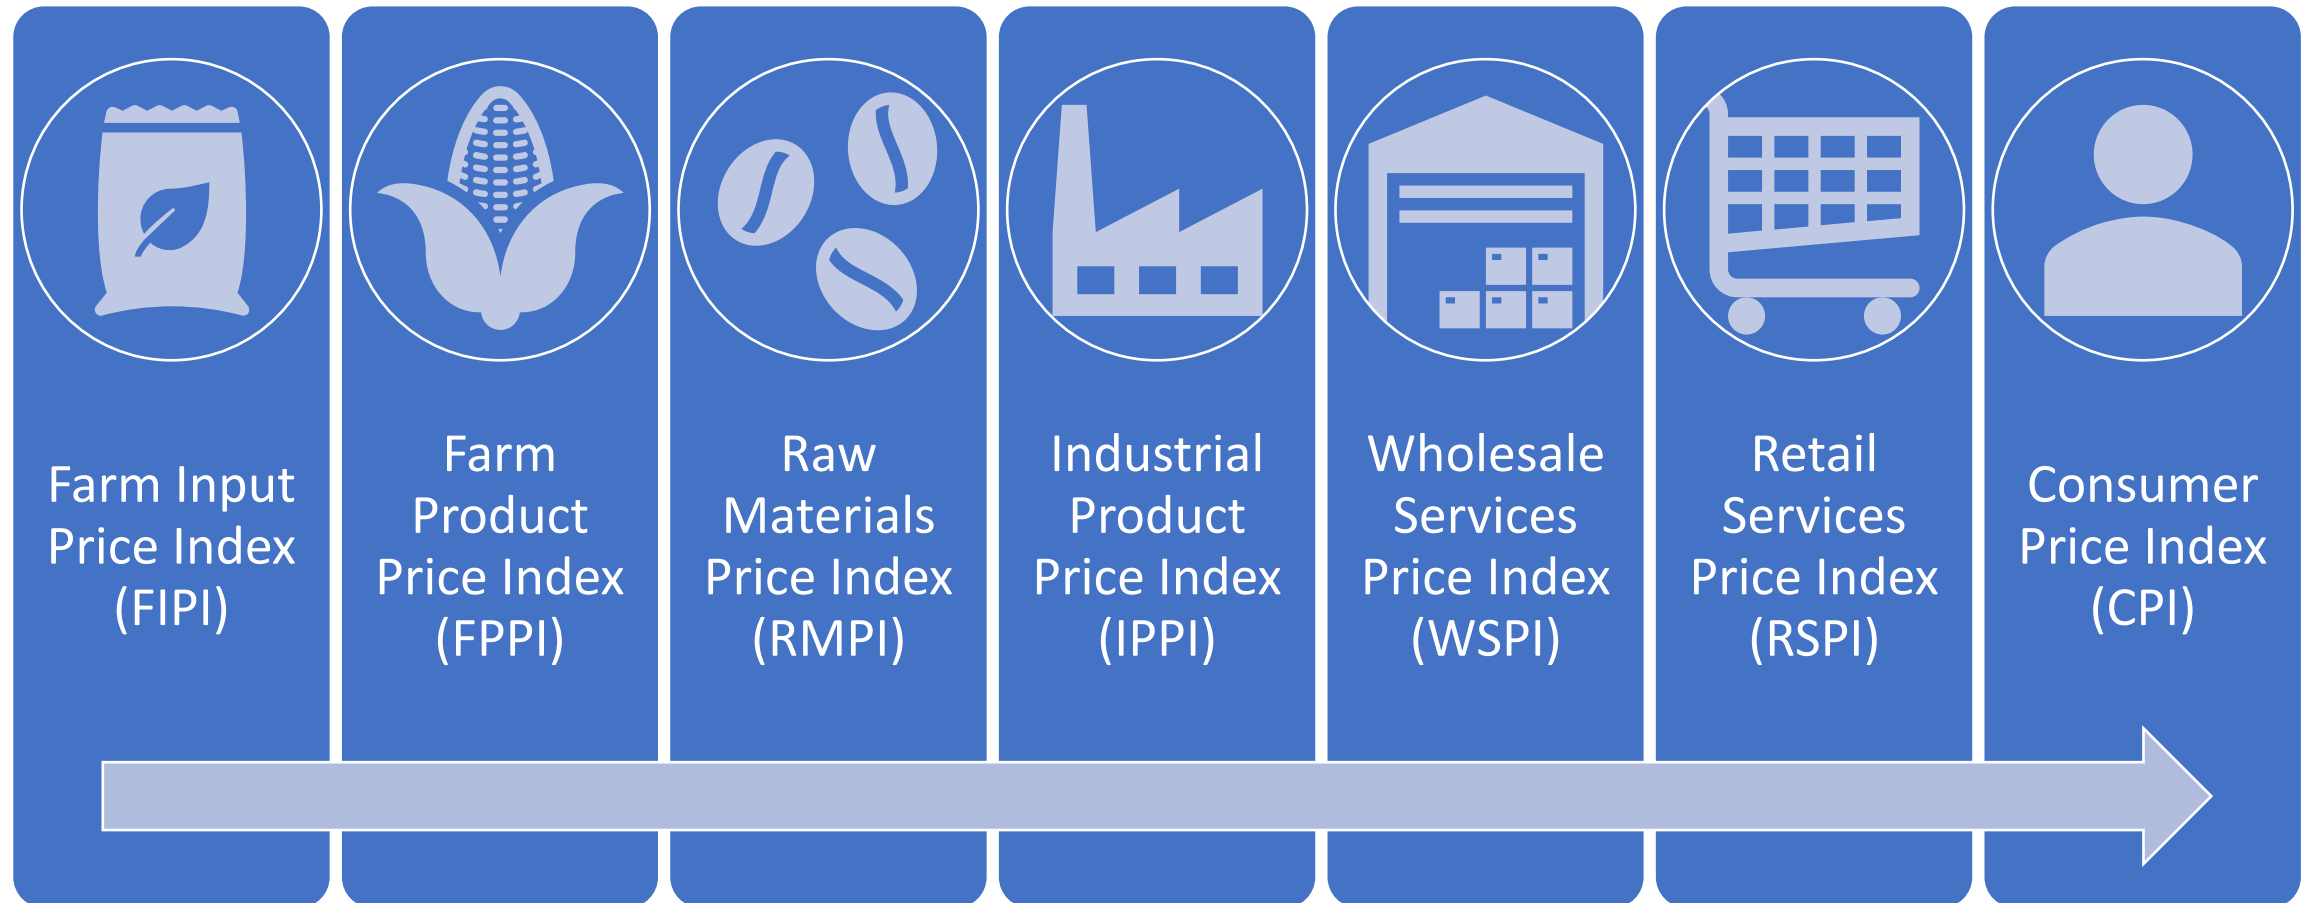 Farm Input
Price Index
(FIPI)
Farm
Product
Price Index
(FPPI)
Raw
Materials
Price Index
(RMPI)
Industrial
Product
Price Index
(IPPI)
Wholesale
Services
Price Index
(WSPI)
Retail
Services
Price Index
(RSPI)
Consumer
Price Index
(CPI)